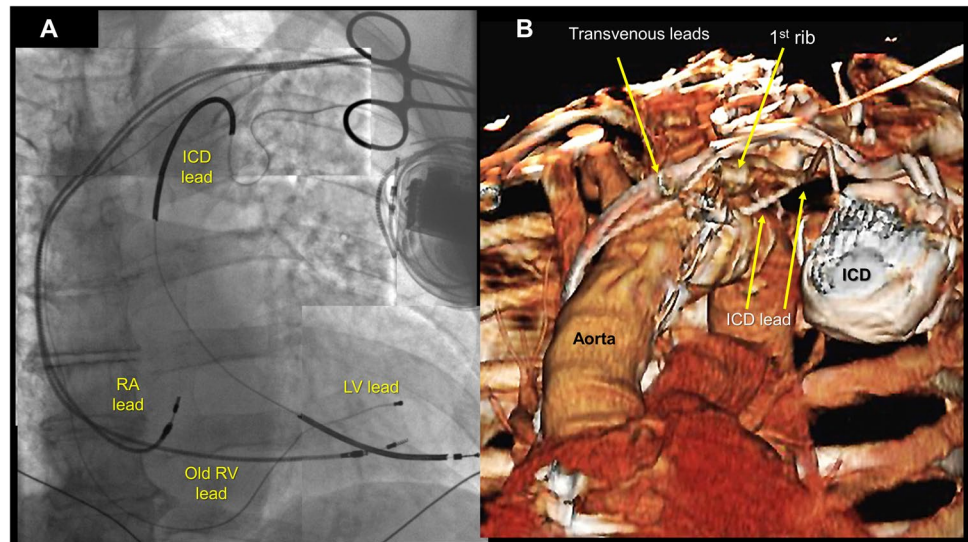 A
ICD
lead
RA
lead
LV lead
Old RV
lead
B
Transvenous leads
1st rib
ICD
ICD lead
Aorta